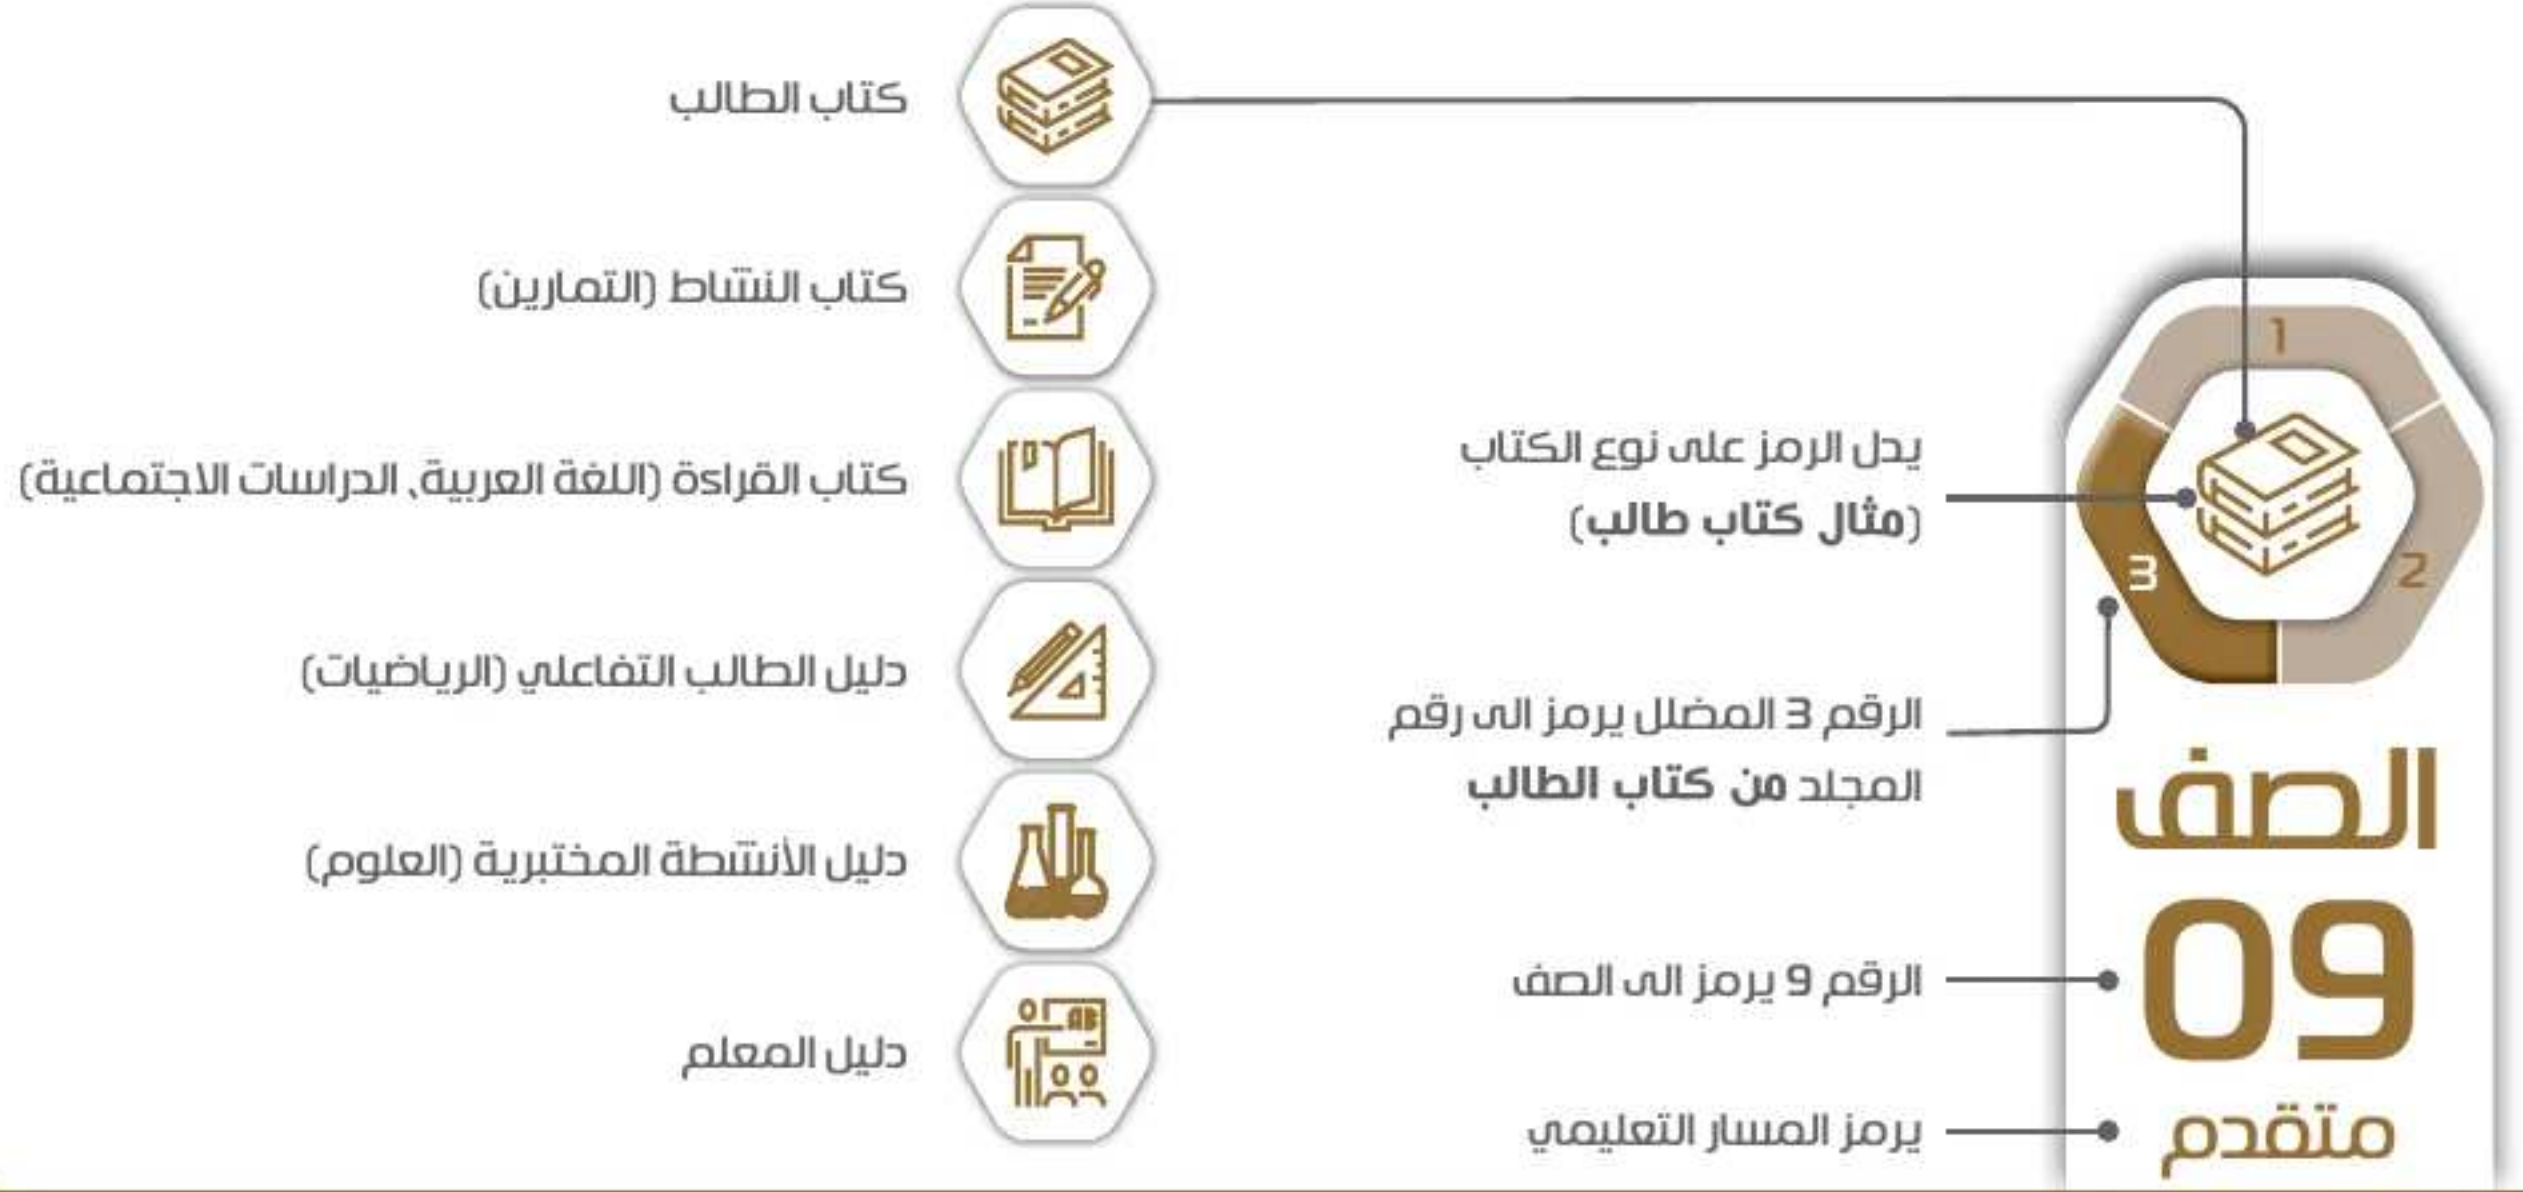 1
2
3
الصف
09
متقدم
يدل الرمز على نوع الكتاب
(مثال كتاب طالب)
الرقم 3 المضلل يرمز الى رقم
المجلد من كتاب الطالب
الرقم 9 يرمز الى الصف
يرمز المسار التعليمي
كتاب الطالب
كتاب النشاط (التمارين)
كتاب القراءة (اللغة العربية، الدراسات الاجتماعية)
دليل الطالب التفاعلي (الرياضيات)
دليل الأنشطة المختبرية (العلوم)
AB
دليل المعلم